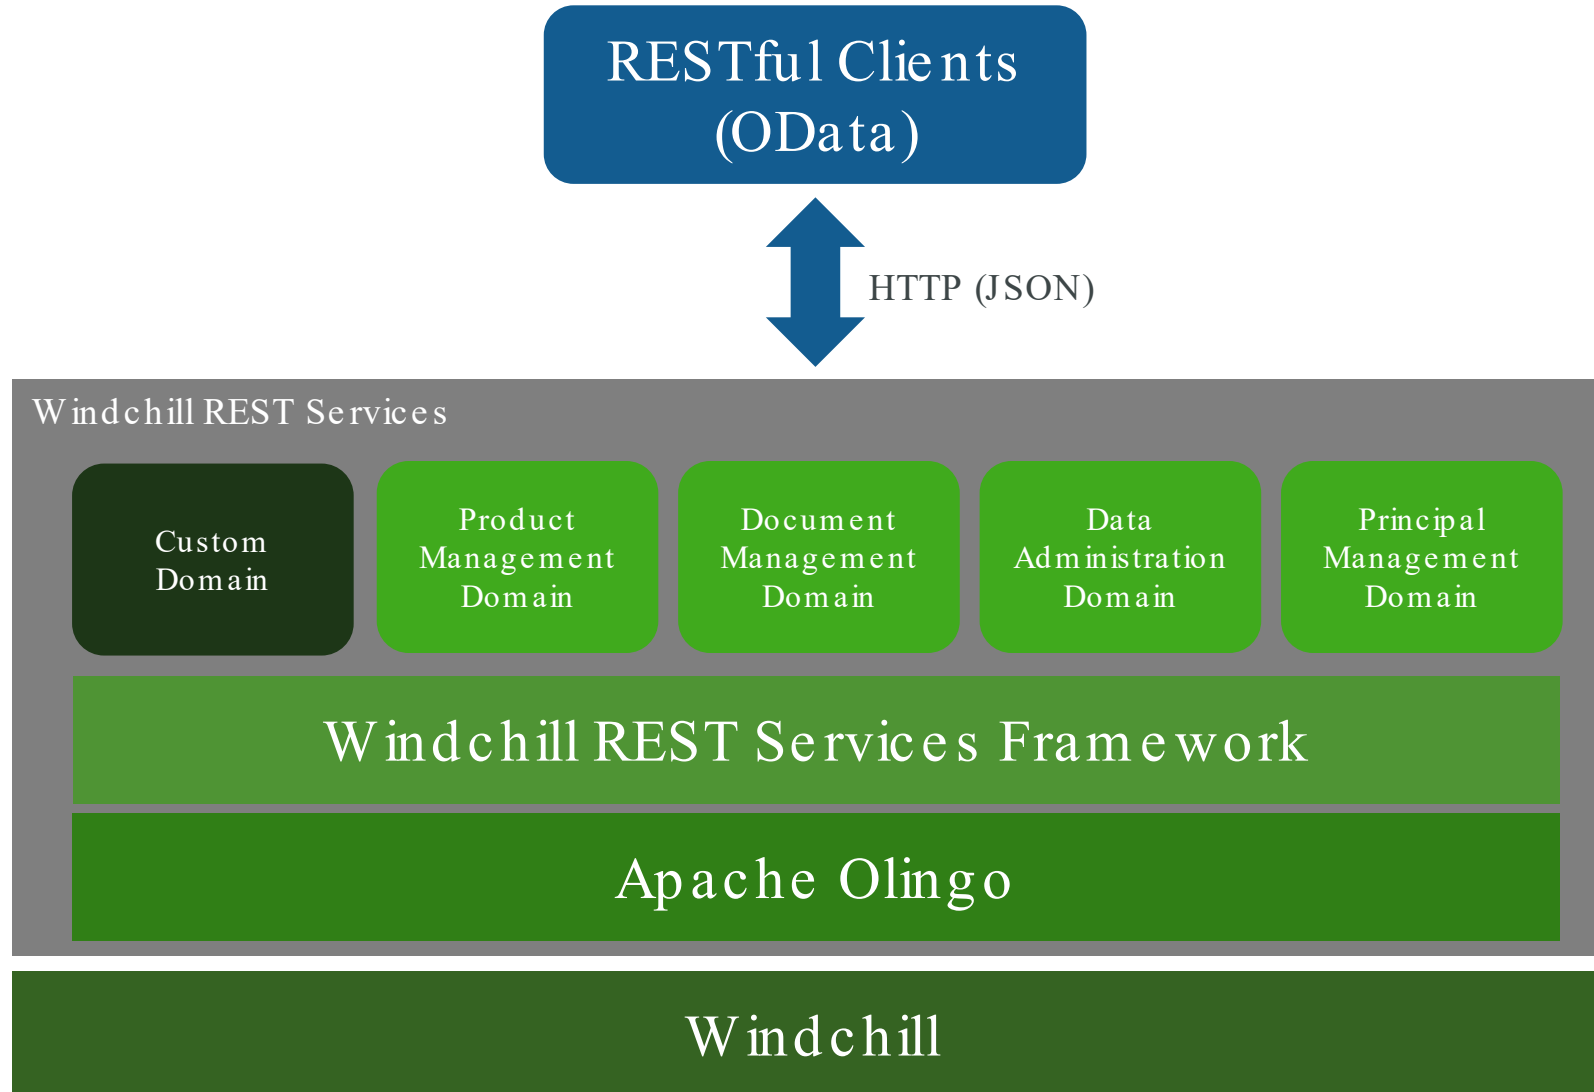 RESTful Clients
(OData)
HTTP (JSON)
Windchill REST Services
Custom
Domain
Product
Management
Domain
Document
Management
Domain
Data
Administration
Domain
Principal
Management
Domain
Windchill REST Services Framework
Apache Olingo
Windchill